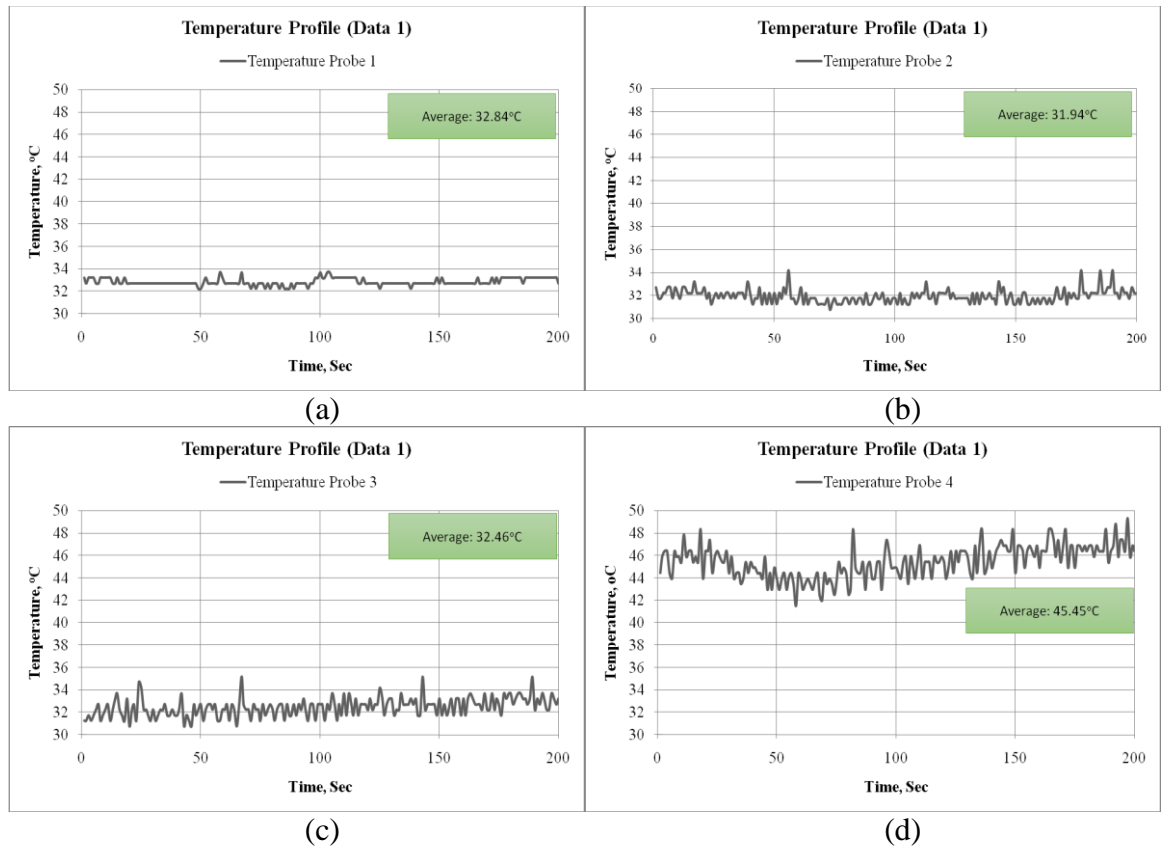 Temperature Profile (Data 1)
Temperature Probe 1
Average: 32.84°C
Temperature, °C
50
48
46
44
42
40
38
36
34
32
30
0 50 100 150 200
Time, Sec
(a)
Temperature Profile (Data 1)
Temperature Probe 2
Average: 31.94°C
Temperature, °C
50
48
46
44
42
40
38
36
34
32
30
0 50 100 150 200
Time, Sec
(b)
Temperature Profile (Data 1)
Temperature Probe 3
Average: 32.46°C
Temperature, °C
50
48
46
44
42
40
38
36
34
32
30
0 50 100 150 200
Time, Sec
(c)
Temperature Profile (Data 1)
Temperature Probe 4
Average: 45.45°C
Temperature, oC
50
48
46
44
42
40
38
36
34
32
30
0 50 100 150 200
Time, Sec
(d)